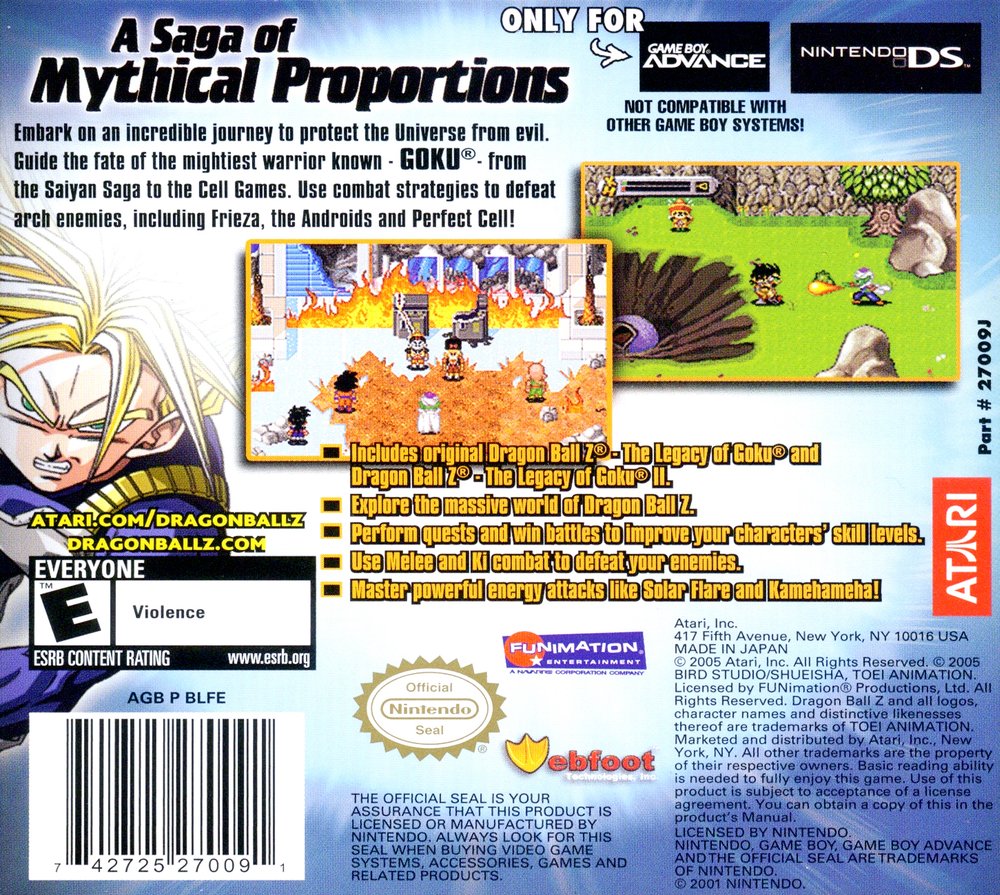 A Saga of
Mythical Proportions
Embark on an incredible journey to protect the Universe from evil.
Guide the fate of the mightiest warrior known - GOKU® - from
the Saiyan Saga to the Cell Games. Use combat strategies to defeat
arch enemies, including Frieza, the Androids and Perfect Cell!
ONLY FOR
GAME BOY ADVANCE
NINTENDO DS™
NOT COMPATIBLE WITH
OTHER GAME BOY SYSTEMS!
Includes original Dragon Ball Z® - The Legacy of Goku® and
Dragon Ball Z® - The Legacy of Goku® II.
Explore the massive world of Dragon Ball Z.
Perform quests and win battles to improve your characters' skill levels.
Use Melee and Ki combat to defeat your enemies.
Master powerful energy attacks like Solar Flare and Kamehameha!
Part # 27009J
ATARI
ATARI.COM/DRAGONBALLZ
DRAGONBALLZ.COM
EVERYONE
E™
Violence
ESRB CONTENT RATING www.esrb.org
AGB P BLFE
7 42725 27009 1
FUNIMATION
ENTERTAINMENT™
A NAVARRE CORPORATION COMPANY
Official
Nintendo
Seal
®
Webfoot
Technologies, Inc
THE OFFICIAL SEAL IS YOUR
ASSURANCE THAT THIS PRODUCT IS
LICENSED OR MANUFACTURED BY
NINTENDO. ALWAYS LOOK FOR THIS
SEAL WHEN BUYING VIDEO GAME
SYSTEMS, ACCESSORIES, GAMES AND
RELATED PRODUCTS.
Atari, Inc.
417 Fifth Avenue, New York, NY 10016 USA
MADE IN JAPAN
© 2005 Atari, Inc. All Rights Reserved. © 2005
BIRD STUDIO/SHUEISHA, TOEI ANIMATION.
Licensed by FUNimation® Productions, Ltd. All
Rights Reserved. Dragon Ball Z and all logos,
character names and distinctive likenesses
thereof are trademarks of TOEI ANIMATION.
Marketed and distributed by Atari, Inc., New
York, NY. All other trademarks are the property
of their respective owners. Basic reading ability
is needed to fully enjoy this game. Use of this
product is subject to acceptance of a license
agreement. You can obtain a copy of this in the
product's Manual.
LICENSED BY NINTENDO.
NINTENDO, GAME BOY, GAME BOY ADVANCE
AND THE OFFICIAL SEAL ARE TRADEMARKS
OF NINTENDO.
© 2001 NINTENDO.